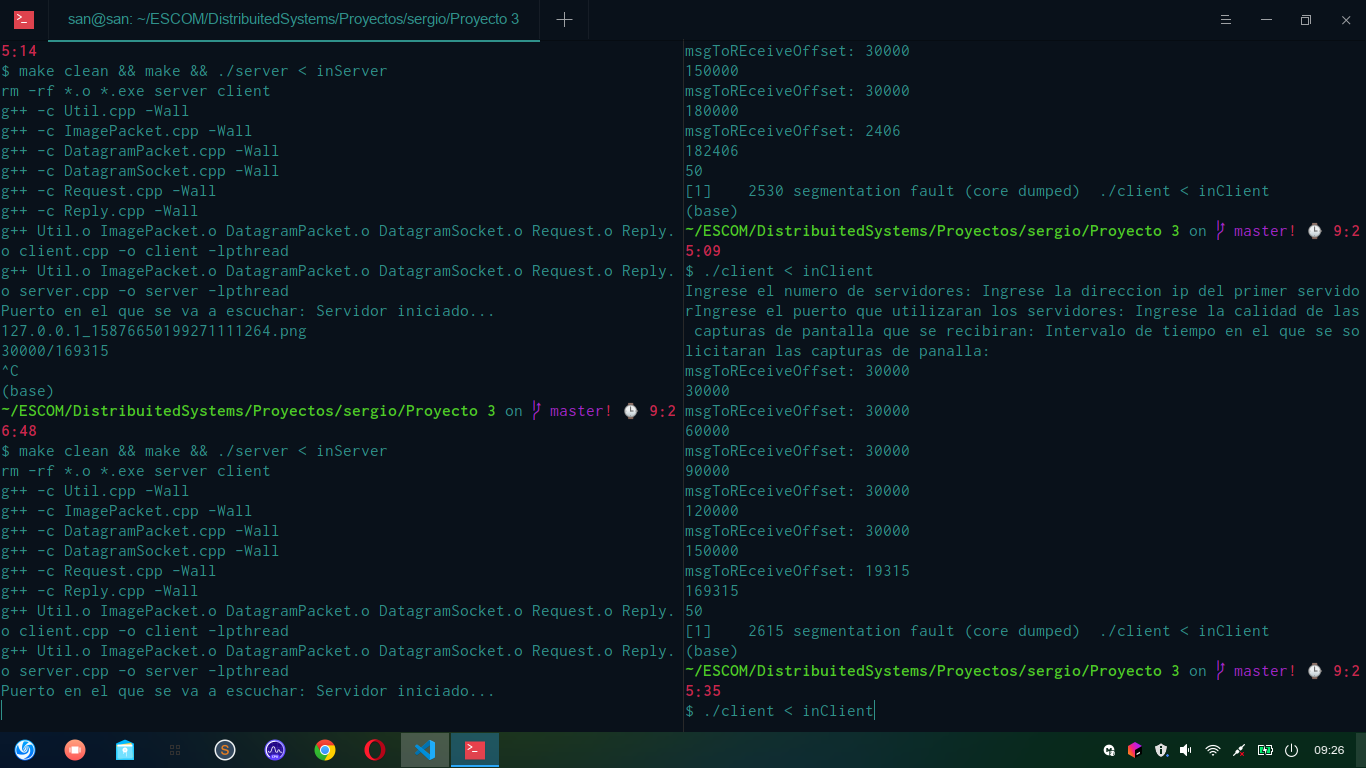 san@san: ~/ESCOM/DistribuitedSystems/Proyectos/sergio/Proyecto 3
5:14
$ make clean && make && ./server < inServer
rm -rf *.o *.exe server client
g++ -c Util.cpp -Wall
g++ -c ImagePacket.cpp -Wall
g++ -c DatagramPacket.cpp -Wall
g++ -c DatagramSocket.cpp -Wall
g++ -c Request.cpp -Wall
g++ -c Reply.cpp -Wall
g++ Util.o ImagePacket.o DatagramPacket.o DatagramSocket.o Request.o Reply.
o client.cpp -o client -lpthread
g++ Util.o ImagePacket.o DatagramPacket.o DatagramSocket.o Request.o Reply.
o server.cpp -o server -lpthread
Puerto en el que se va a escuchar: Servidor iniciado...
127.0.0.1_15876650199271111264.png
30000/169315
^C
(base)
~/ESCOM/DistribuitedSystems/Proyectos/sergio/Proyecto 3 on master! 9:2
6:48
$ make clean && make && ./server < inServer
rm -rf *.o *.exe server client
g++ -c Util.cpp -Wall
g++ -c ImagePacket.cpp -Wall
g++ -c DatagramPacket.cpp -Wall
g++ -c DatagramSocket.cpp -Wall
g++ -c Request.cpp -Wall
g++ -c Reply.cpp -Wall
g++ Util.o ImagePacket.o DatagramPacket.o DatagramSocket.o Request.o Reply.
o client.cpp -o client -lpthread
g++ Util.o ImagePacket.o DatagramPacket.o DatagramSocket.o Request.o Reply.
o server.cpp -o server -lpthread
Puerto en el que se va a escuchar: Servidor iniciado...
msgToREceiveOffset: 30000
150000
msgToREceiveOffset: 30000
180000
msgToREceiveOffset: 2406
182406
50
[1]    2530 segmentation fault (core dumped)  ./client < inClient
(base)
~/ESCOM/DistribuitedSystems/Proyectos/sergio/Proyecto 3 on master! 9:2
5:09
$ ./client < inClient
Ingrese el numero de servidores: Ingrese la direccion ip del primer servido
rIngrese el puerto que utilizaran los servidores: Ingrese la calidad de las
 capturas de pantalla que se recibiran: Intervalo de tiempo en el que se so
licitaran las capturas de panalla:
msgToREceiveOffset: 30000
30000
msgToREceiveOffset: 30000
60000
msgToREceiveOffset: 30000
90000
msgToREceiveOffset: 30000
120000
msgToREceiveOffset: 30000
150000
msgToREceiveOffset: 19315
169315
50
[1]    2615 segmentation fault (core dumped)  ./client < inClient
(base)
~/ESCOM/DistribuitedSystems/Proyectos/sergio/Proyecto 3 on master! 9:2
5:35
$ ./client < inClient
09:26